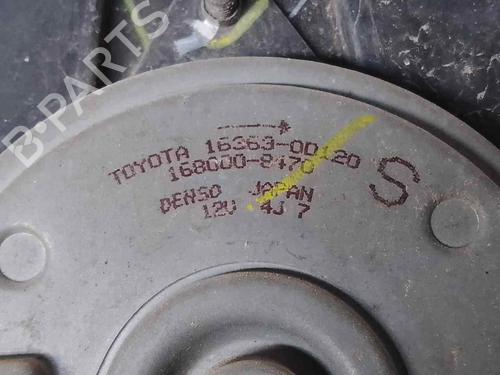 B-PARTS
TOYOTA 16363-0D120
168000-8470
DENSO JAPAN
12V 4J 7
S